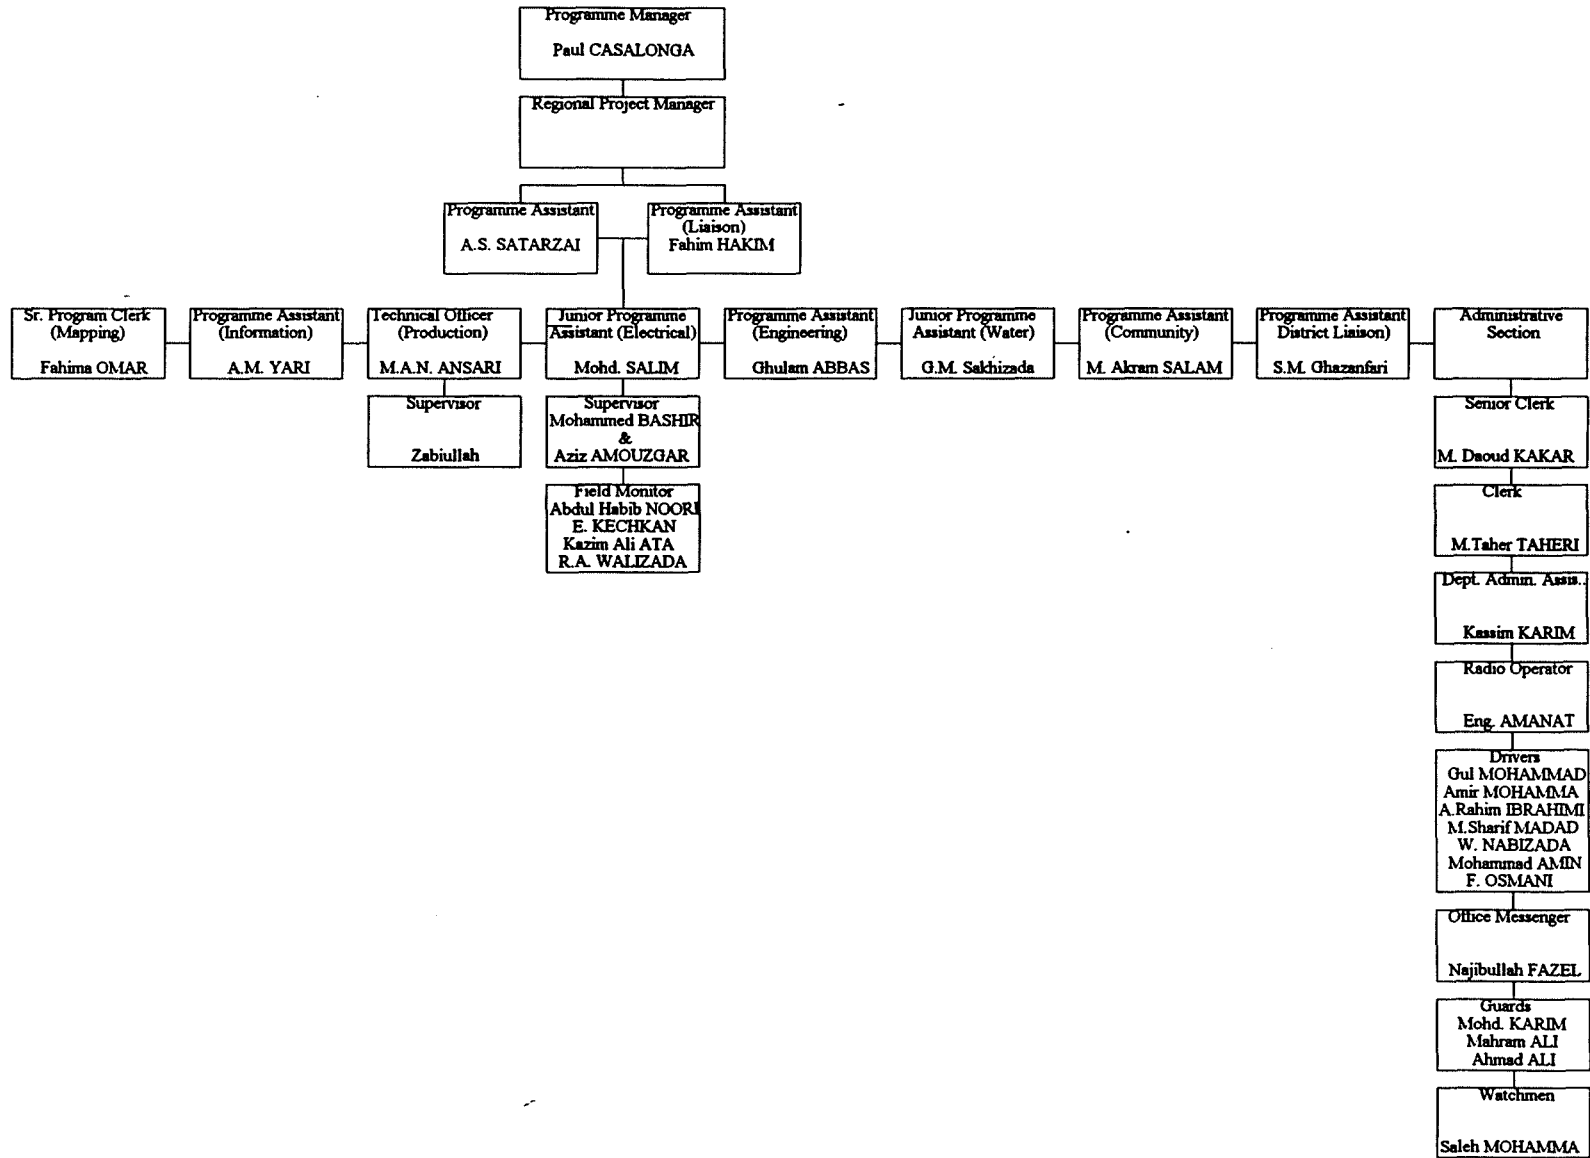 Programme Manager
Paul CASALONGA
Regional Project Manager
Programme Assistant
A.S. SATARZAI
Programme Assistant
(Liaison)
Fahim HAKIM
Sr. Program Clerk
(Mapping)
Fahima OMAR
Programme Assistant
(Information)
A.M. YARI
Technical Officer
(Production)
M.A.N. ANSARI
Junior Programme
Assistant (Electrical)
Mohd. SALIM
Programme Assistant
(Engineering)
Ghulam ABBAS
Junior Programme
Assistant (Water)
G.M. Sakhizada
Programme Assistant
(Community)
M. Akram SALAM
Programme Assistant
District Liaison)
S.M. Ghazanfari
Administrative
Section
Supervisor
Zabiullah
Supervisor
Mohammed BASHIR
&
Aziz AMOUZGAR
Field Monitor
Abdul Habib NOORI
E. KECHKAN
Kazim Ali ATA
R.A. WALIZADA
Senior Clerk
M. Daoud KAKAR
Clerk
M.Taher TAHERI
Dept. Admin. Assis..
Kassim KARIM
Radio Operator
Eng. AMANAT
Drivers
Gul MOHAMMAD
Amir MOHAMMA
A.Rahim IBRAHIMI
M.Sharif MADAD
W. NABIZADA
Mohammad AMIN
F. OSMANI
Office Messenger
Najibullah FAZEL
Guards
Mohd. KARIM
Mahram ALI
Ahmad ALI
Watchmen
Saleh MOHAMMA